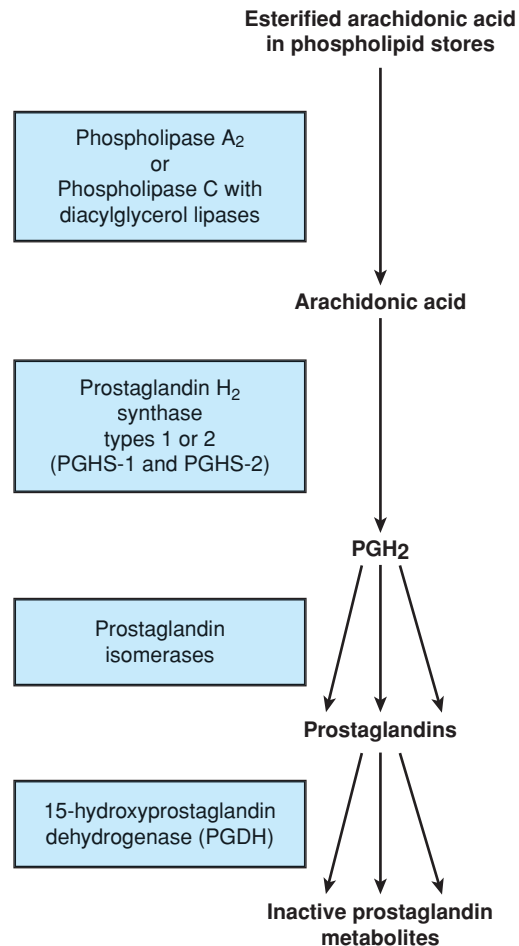 Esterified arachidonic acid
in phospholipid stores
Phospholipase A₂
or
Phospholipase C with
diacylglycerol lipases
Arachidonic acid
Prostaglandin H₂
synthase
types 1 or 2
(PGHS-1 and PGHS-2)
PGH₂
Prostaglandin
isomerases
Prostaglandins
15-hydroxyprostaglandin
dehydrogenase (PGDH)
Inactive prostaglandin
metabolites